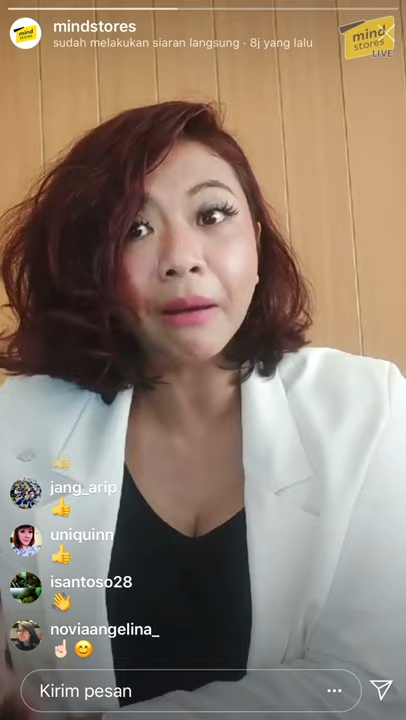 mindstores
sudah melakukan siaran langsung · 8j yang lalu
mind
stores
LIVE
mind
stores
jang_arip
👍
uniquinn
👍
isantoso28
👋
noviaangelina_
☝🏻😊
Kirim pesan